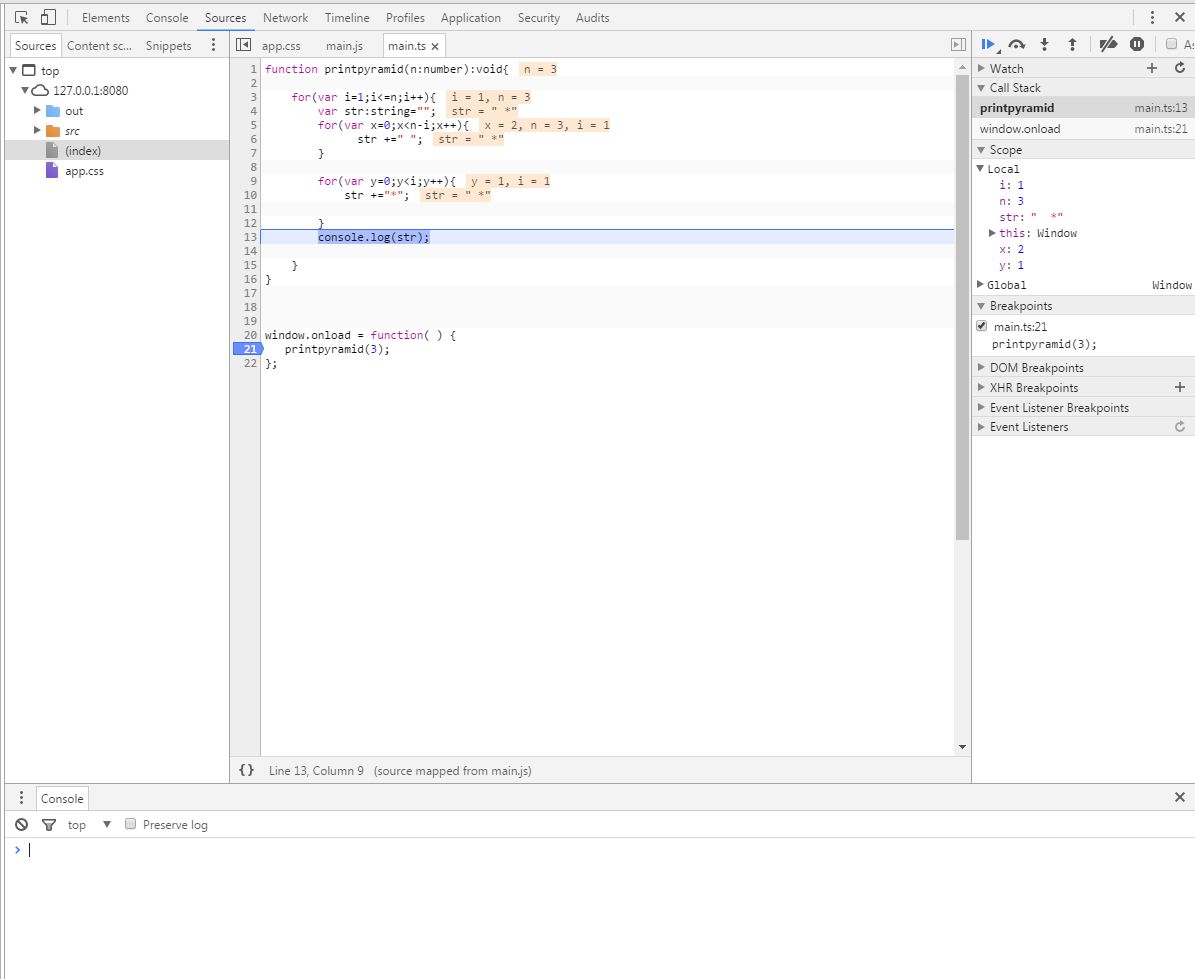 Elements Console Sources Network Timeline Profiles Application Security Audits
Sources Content sc... Snippets
app.css main.js main.ts ×
As
top
127.0.0.1:8080
out
src
(index)
app.css
1 function printpyramid(n:number):void{ n = 3
2
3 for(var i=1;i<=n;i++){ i = 1, n = 3
4 var str:string=""; str = " *"
5 for(var x=0;x<n-i;x++){ x = 2, n = 3, i = 1
6 str +=" "; str = " *"
7 }
8
9 for(var y=0;y<i;y++){ y = 1, i = 1
10 str +="*"; str = " *"
11
12 }
13 console.log(str);
14
15 }
16 }
17
18
19
20 window.onload = function( ) {
21 printpyramid(3);
22 };
{} Line 13, Column 9 (source mapped from main.js)
Watch
Call Stack
printpyramid main.ts:13
window.onload main.ts:21
Scope
Local
i: 1
n: 3
str: "  *"
this: Window
x: 2
y: 1
Global Window
Breakpoints
main.ts:21
printpyramid(3);
DOM Breakpoints
XHR Breakpoints
Event Listener Breakpoints
Event Listeners
Console
top Preserve log